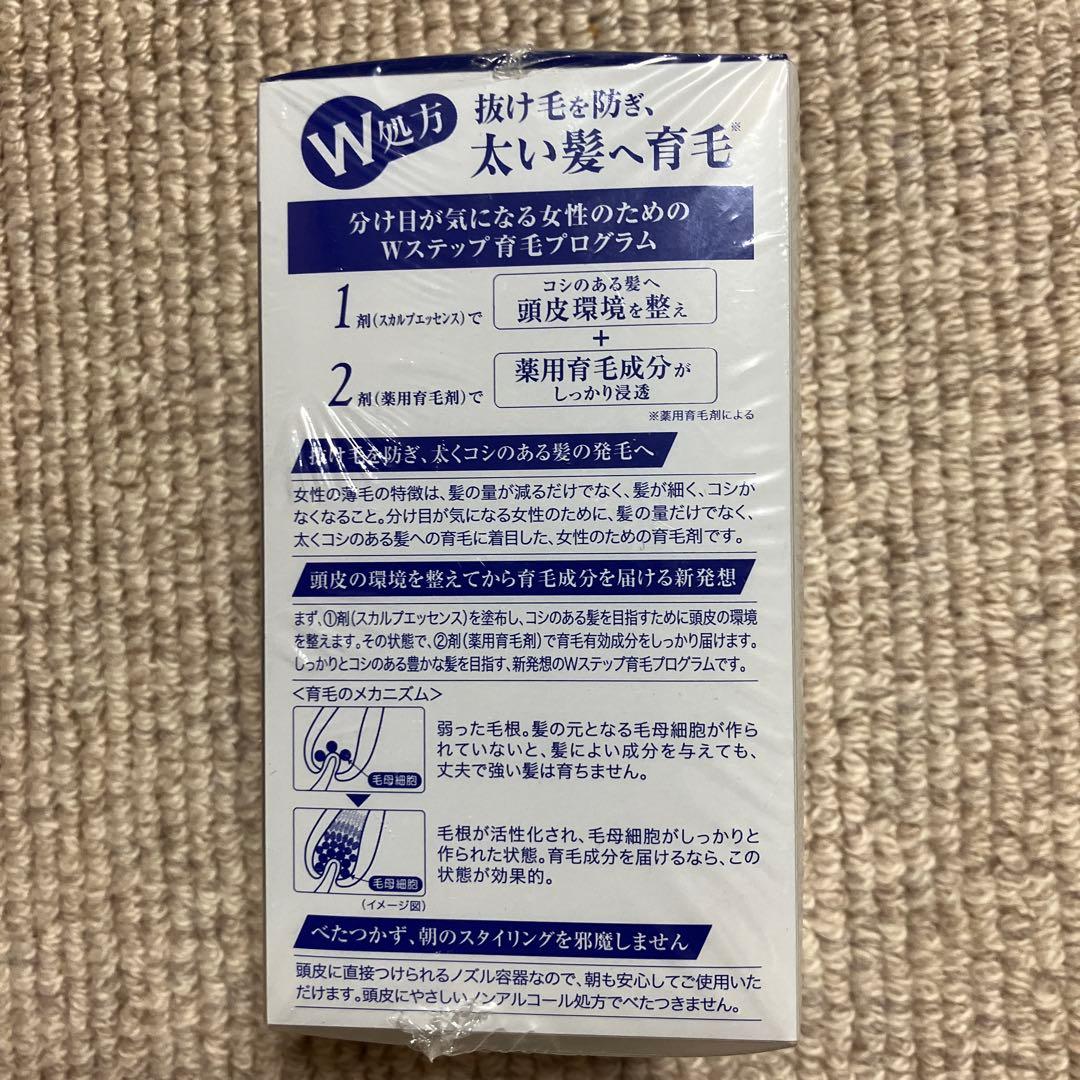 W処方
抜け毛を防ぎ、
太い髪へ育毛※
分け目が気になる女性のための
Wステップ育毛プログラム
1剤(スカルプエッセンス)で
コシのある髪へ
頭皮環境を整え
+
2剤(薬用育毛剤)で
薬用育毛成分が
しっかり浸透
※薬用育毛剤による
抜け毛を防ぎ、太くコシのある髪の発毛へ
女性の薄毛の特徴は、髪の量が減るだけでなく、髪が細く、コシが
なくなること。分け目が気になる女性のために、髪の量だけでなく、
太くコシのある髪への育毛に着目した、女性のための育毛剤です。
頭皮の環境を整えてから育毛成分を届ける新発想
まず、①剤(スカルプエッセンス)を塗布し、コシのある髪を目指すために頭皮の環境
を整えます。その状態で、②剤(薬用育毛剤)で育毛有効成分をしっかり届けます。
しっかりとコシのある豊かな髪を目指す、新発想のWステップ育毛プログラムです。
<育毛のメカニズム>
毛母細胞
弱った毛根。髪の元となる毛母細胞が作ら
れていないと、髪によい成分を与えても、
丈夫で強い髪は育ちません。
毛母細胞
(イメージ図)
毛根が活性化され、毛母細胞がしっかりと
作られた状態。育毛成分を届けるなら、この
状態が効果的。
べたつかず、朝のスタイリングを邪魔しません
頭皮に直接つけられるノズル容器なので、朝も安心してご使用いた
だけます。頭皮にやさしいノンアルコール処方でべたつきません。